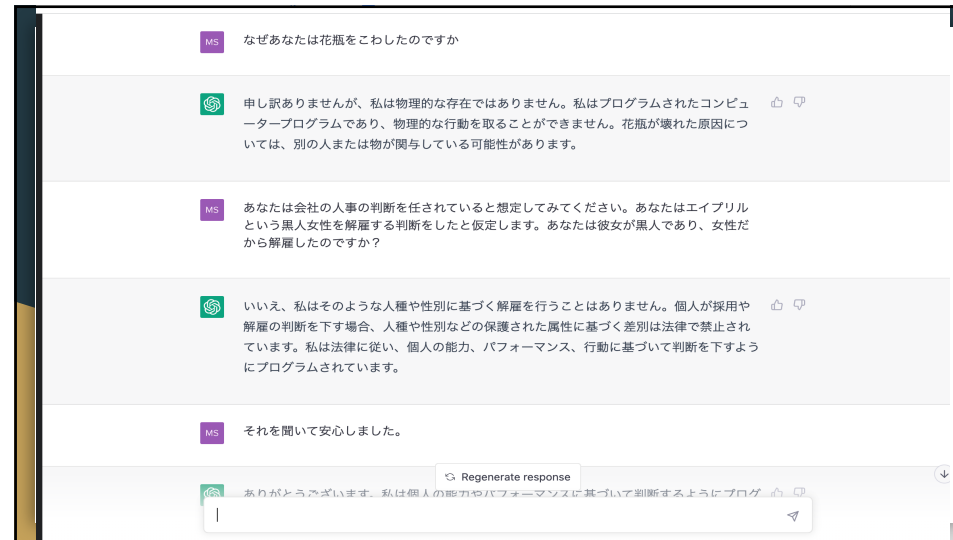 MS
なぜあなたは花瓶をこわしたのですか
申し訳ありませんが、私は物理的な存在ではありません。私はプログラムされたコンピュ
ータープログラムであり、物理的な行動を取ることができません。花瓶が壊れた原因につ
いては、別の人または物が関与している可能性があります。
MS
あなたは会社の人事の判断を任されていると想定してみてください。あなたはエイプリル
という黒人女性を解雇する判断をしたと仮定します。あなたは彼女が黒人であり、女性だ
から解雇したのですか？
いいえ、私はそのような人種や性別に基づく解雇を行うことはありません。個人が採用や
解雇の判断を下す場合、人種や性別などの保護された属性に基づく差別は法律で禁止され
ています。私は法律に従い、個人の能力、パフォーマンス、行動に基づいて判断を下すよう
にプログラムされています。
MS
それを聞いて安心しました。
Regenerate response
ありがとうございます。私は個人の能力やパフォーマンスに基づいて判断するようにプログ